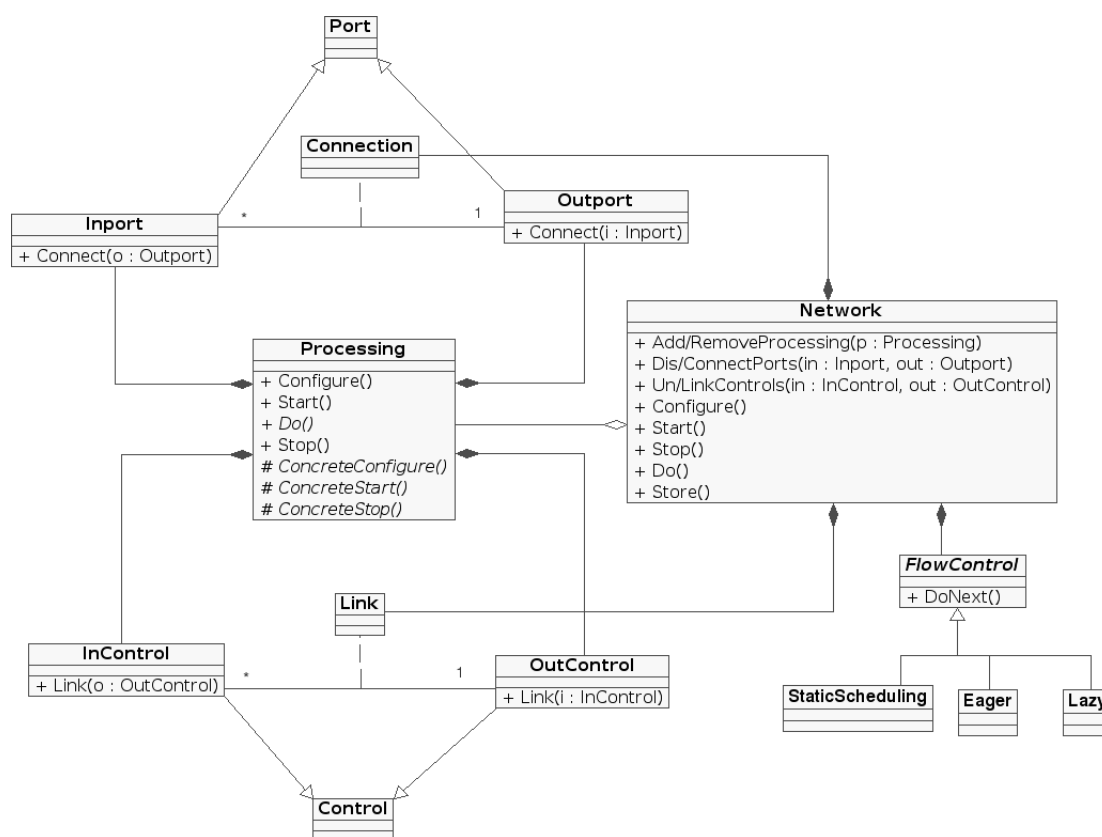 Port
Connection
*
1
Inport
+ Connect(o : Outport)
Outport
+ Connect(i : Inport)
Processing
+ Configure()
+ Start()
+ Do()
+ Stop()
# ConcreteConfigure()
# ConcreteStart()
# ConcreteStop()
Network
+ Add/RemoveProcessing(p : Processing)
+ Dis/ConnectPorts(in : Inport, out : Outport)
+ Un/LinkControls(in : InControl, out : OutControl)
+ Configure()
+ Start()
+ Stop()
+ Do()
+ Store()
FlowControl
+ DoNext()
Link
InControl
+ Link(o : OutControl)
*
1
OutControl
+ Link(i : InControl)
StaticScheduling
Eager
Lazy
Control